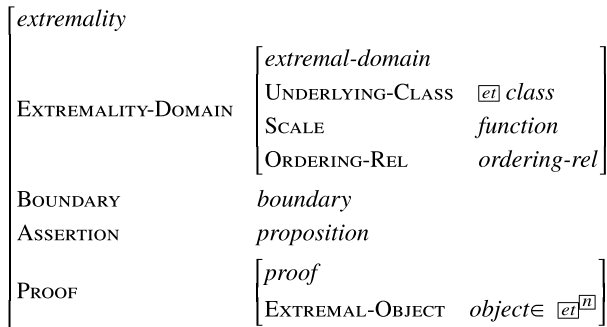 extremality
extremal-domain
EXTREMALITY-DOMAIN UNDERLYING-CLASS et class
SCALE function
ORDERING-REL ordering-rel
BOUNDARY boundary
ASSERTION proposition
proof
PROOF EXTREMAL-OBJECT object∈ et n